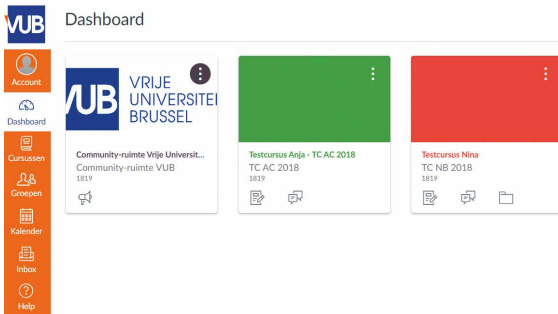 VUB
Dashboard
Account
Dashboard
Cursussen
Groepen
Kalender
Inbox
Help
VUB
VRIJE
UNIVERSITEI
BRUSSEL
Community-ruimte Vrije Universit...
Community-ruimte VUB
1819
Testcursus Anja - TC AC 2018
TC AC 2018
1819
Testcursus Nina
TC NB 2018
1819